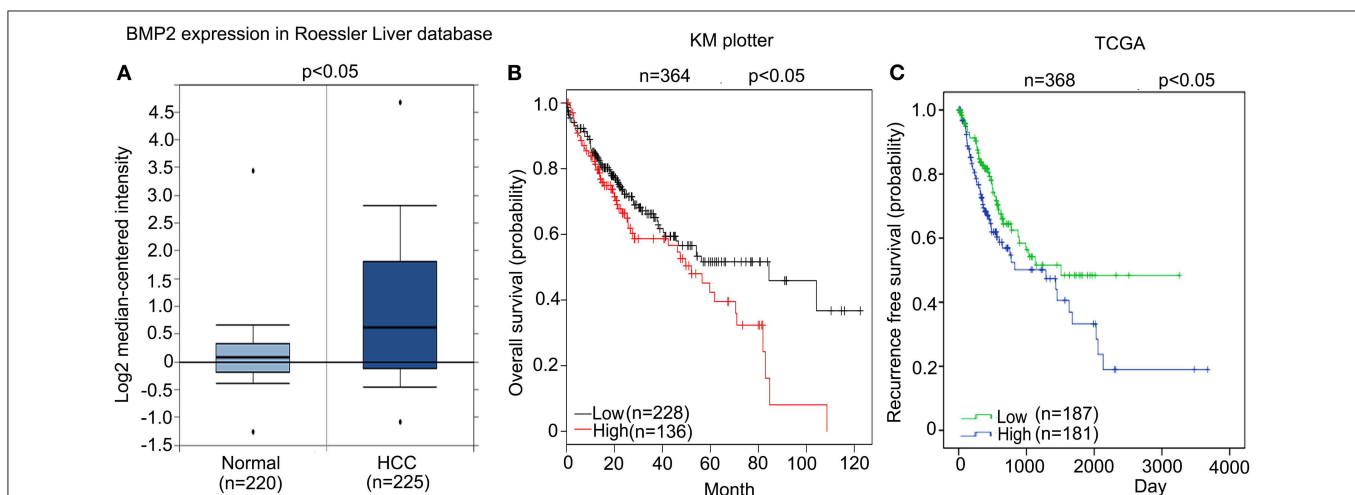 BMP2 expression in Roessler Liver database
A
p<0.05
Log2 median-centered intensity
4.5
4.0
3.5
3.0
2.5
2.0
1.5
1.0
0.5
0
-0.5
-1.0
-1.5
Normal
(n=220)
HCC
(n=225)
KM plotter
B
n=364 p<0.05
Overall survival (probability)
1.0
0.8
0.6
0.4
0.2
0
Low(n=228)
High(n=136)
0 20 40 60 80 100 120
Month
TCGA
C
n=368 p<0.05
Recurrence free survival (probability)
1.0
0.8
0.6
0.4
0.2
0
Low (n=187)
High(n=181)
0 1000 2000 3000 4000
Day